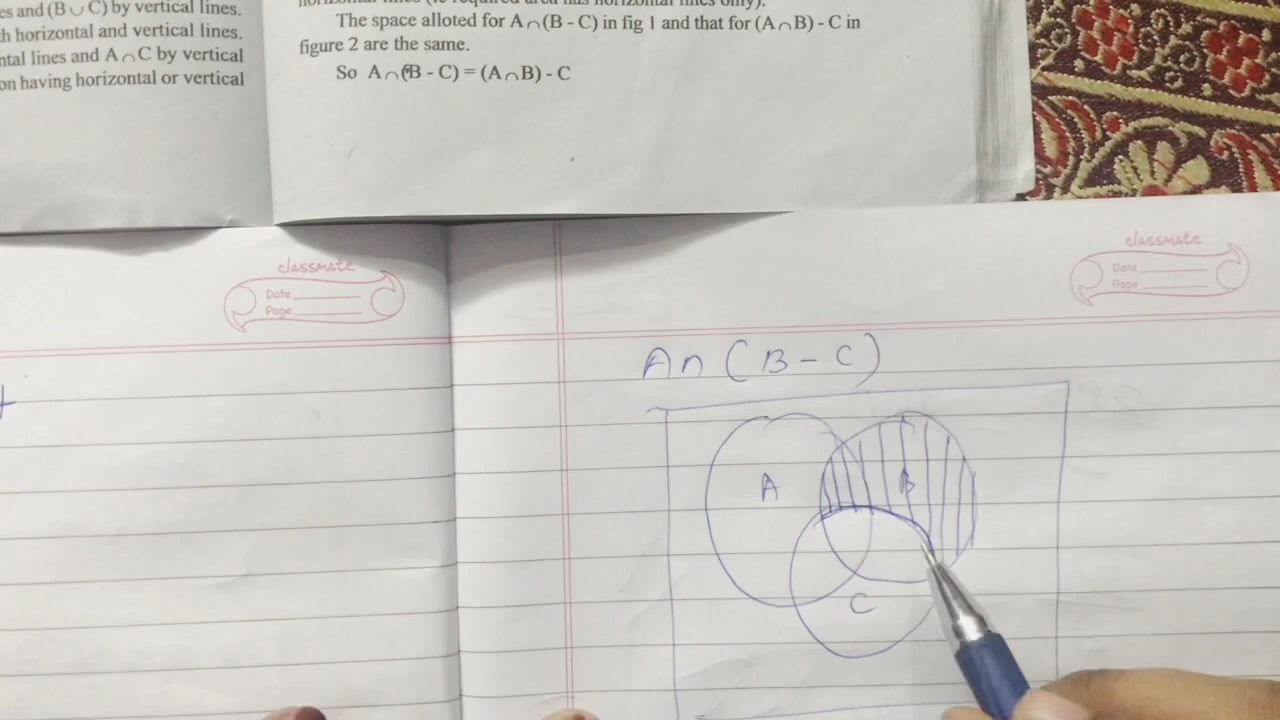 es and (B ∪ C) by vertical lines.
h horizontal and vertical lines.
ntal lines and A∩C by vertical
on having horizontal or vertical
The space alloted for A∩(B - C) in fig 1 and that for (A∩B) - C in
figure 2 are the same.
So A∩(B - C) = (A∩B) - C
classmate
Date
Page
classmate
Date
Page
A∩(B-C)
A
B
C